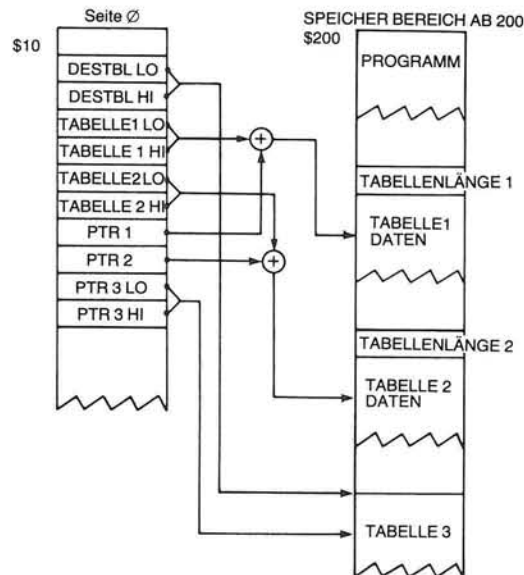 Seite Ø
$10
DESTBL LO
DESTBL HI
TABELLE1 LO
TABELLE 1 HI
TABELLE2LO
TABELLE 2 HI
PTR 1
PTR 2
PTR 3 LO
PTR 3 HI
+
+
SPEICHER BEREICH AB 200
$200
PROGRAMM
TABELLENLÄNGE 1
TABELLE1
DATEN
TABELLENLÄNGE 2
TABELLE 2
DATEN
TABELLE 3